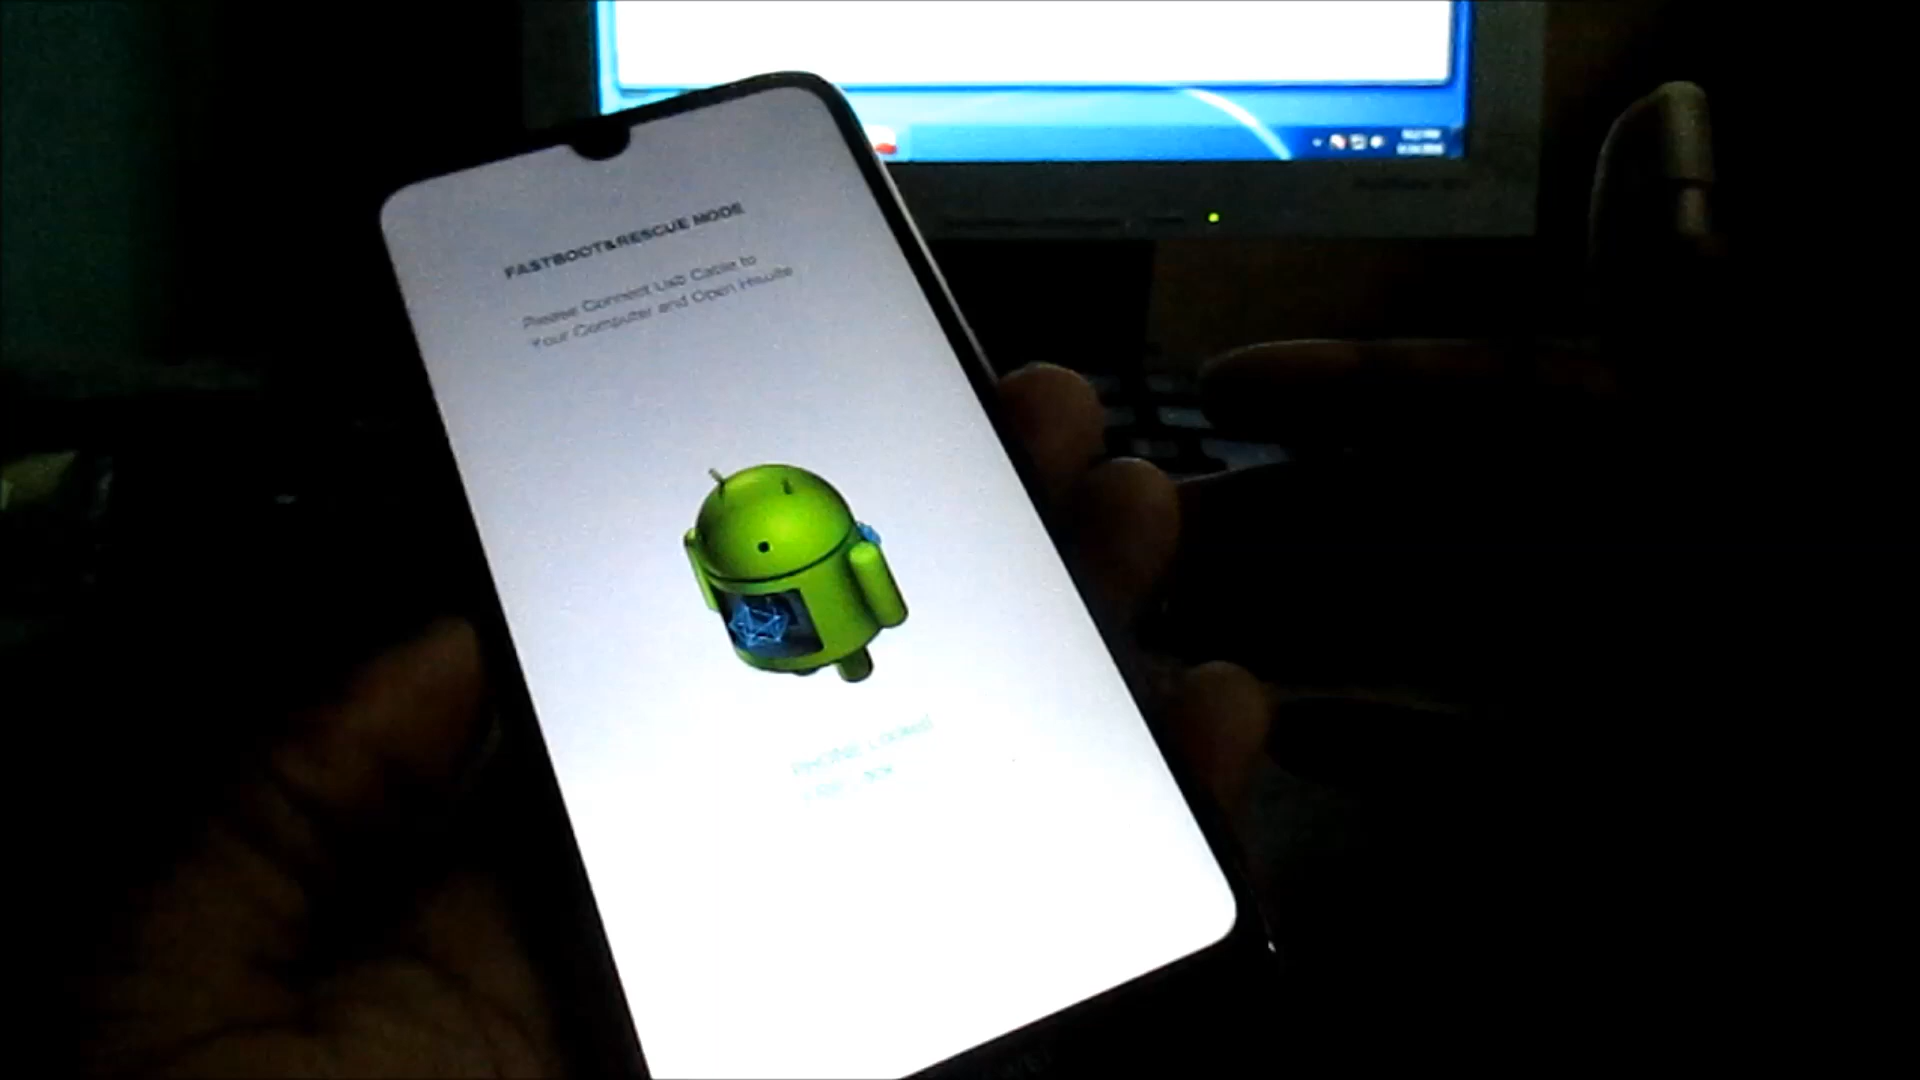 FASTBOOT&RESCUE MODE
Please Connect Usb Cable to
Your Computer and Open Hisuite
PHONE Locked